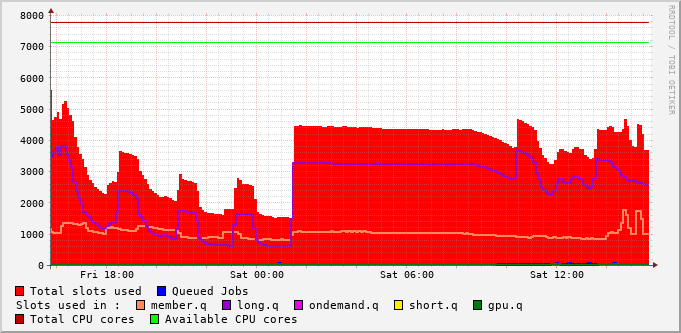 8000
7000
6000
5000
4000
3000
2000
1000
0
Fri 18:00 Sat 00:00 Sat 06:00 Sat 12:00
RRDTOOL / TOBI OETIKER
Total slots used Queued Jobs
Slots used in : member.q long.q ondemand.q short.q gpu.q
Total CPU cores Available CPU cores